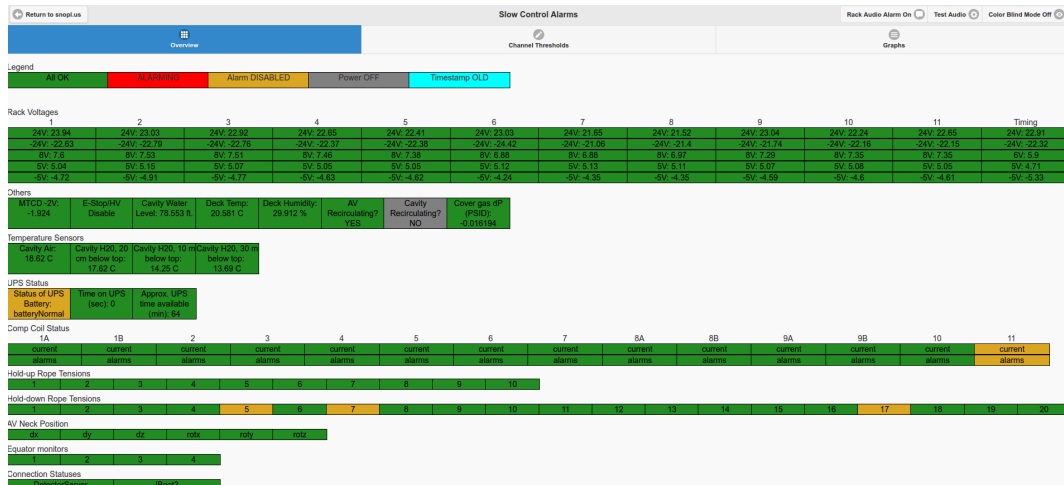 Return to snopl.us
Slow Control Alarms
Rack Audio Alarm On Test Audio Color Blind Mode Off
Overview Channel Thresholds Graphs
Legend
All OK ALARMING Alarm DISABLED Power OFF Timestamp OLD
Rack Voltages
1 2 3 4 5 6 7 8 9 10 11 Timing
24V: 23.94 24V: 23.03 24V: 22.92 24V: 22.65 24V: 22.41 24V: 23.03 24V: 21.65 24V: 21.52 24V: 23.04 24V: 22.24 24V: 22.65 24V: 22.91
-24V: -22.63 -24V: -22.79 -24V: -22.76 -24V: -22.37 -24V: -22.38 -24V: -24.42 -24V: -21.06 -24V: -21.4 -24V: -21.74 -24V: -22.16 -24V: -22.15 -24V: -22.32
8V: 7.6 8V: 7.53 8V: 7.51 8V: 7.46 8V: 7.38 8V: 6.88 8V: 6.88 8V: 6.97 8V: 7.29 8V: 7.35 8V: 7.35 6V: 5.9
5V: 5.04 5V: 5.15 5V: 5.07 5V: 5.05 5V: 5.05 5V: 5.12 5V: 5.13 5V: 5.11 5V: 5.07 5V: 5.08 5V: 5.05 5V: 4.71
-5V: -4.72 -5V: -4.91 -5V: -4.77 -5V: -4.63 -5V: -4.62 -5V: -4.24 -5V: -4.35 -5V: -4.35 -5V: -4.59 -5V: -4.6 -5V: -4.61 -5V: -5.33
Others
MTCD -2V: E-Stop/HV Cavity Water Deck Temp: Deck Humidity: AV Cavity Cover gas dP
-1.924 Disable Level: 78.553 ft. 20.581 C 29.912 % Recirculating? Recirculating? (PSID):
YES NO -0.016194
Temperature Sensors
Cavity Air: Cavity H20, 20 Cavity H20, 10 m Cavity H20, 30 m
18.62 C cm below top: below top: below top:
17.62 C 14.25 C 13.69 C
UPS Status
Status of UPS Time on UPS Approx. UPS
Battery: (sec): 0 time available
batteryNormal (min): 64
Comp Coil Status
1A 1B 2 3 4 5 6 7 8A 8B 9A 9B 10 11
current current current current current current current current current current current current current current
alarms alarms alarms alarms alarms alarms alarms alarms alarms alarms alarms alarms alarms alarms
Hold-up Rope Tensions
1 2 3 4 5 6 7 8 9 10
Hold-down Rope Tensions
1 2 3 4 5 6 7 8 9 10 11 12 13 14 15 16 17 18 19 20
AV Neck Position
dx dy dz rotx roty rotz
Equator monitors
1 2 3 4
Connection Statuses
DetectorServer IBoot2